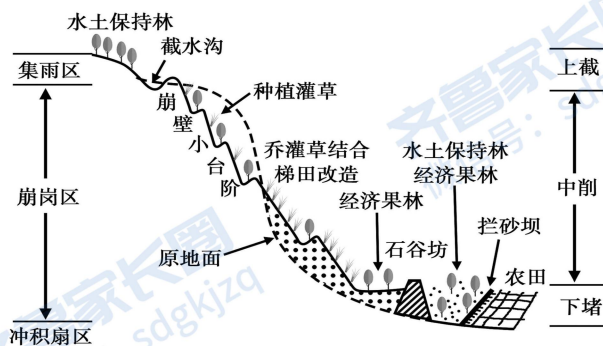 水土保持林
截水沟
集雨区
上截
种植灌草
崩壁小台阶
乔灌草结合
梯田改造
水土保持林
经济果林
经济果林
崩岗区
中削
拦砂坝
石谷坊
原地面
农田
下堵
冲积扇区
齐鲁家长圈
sdgkjzq